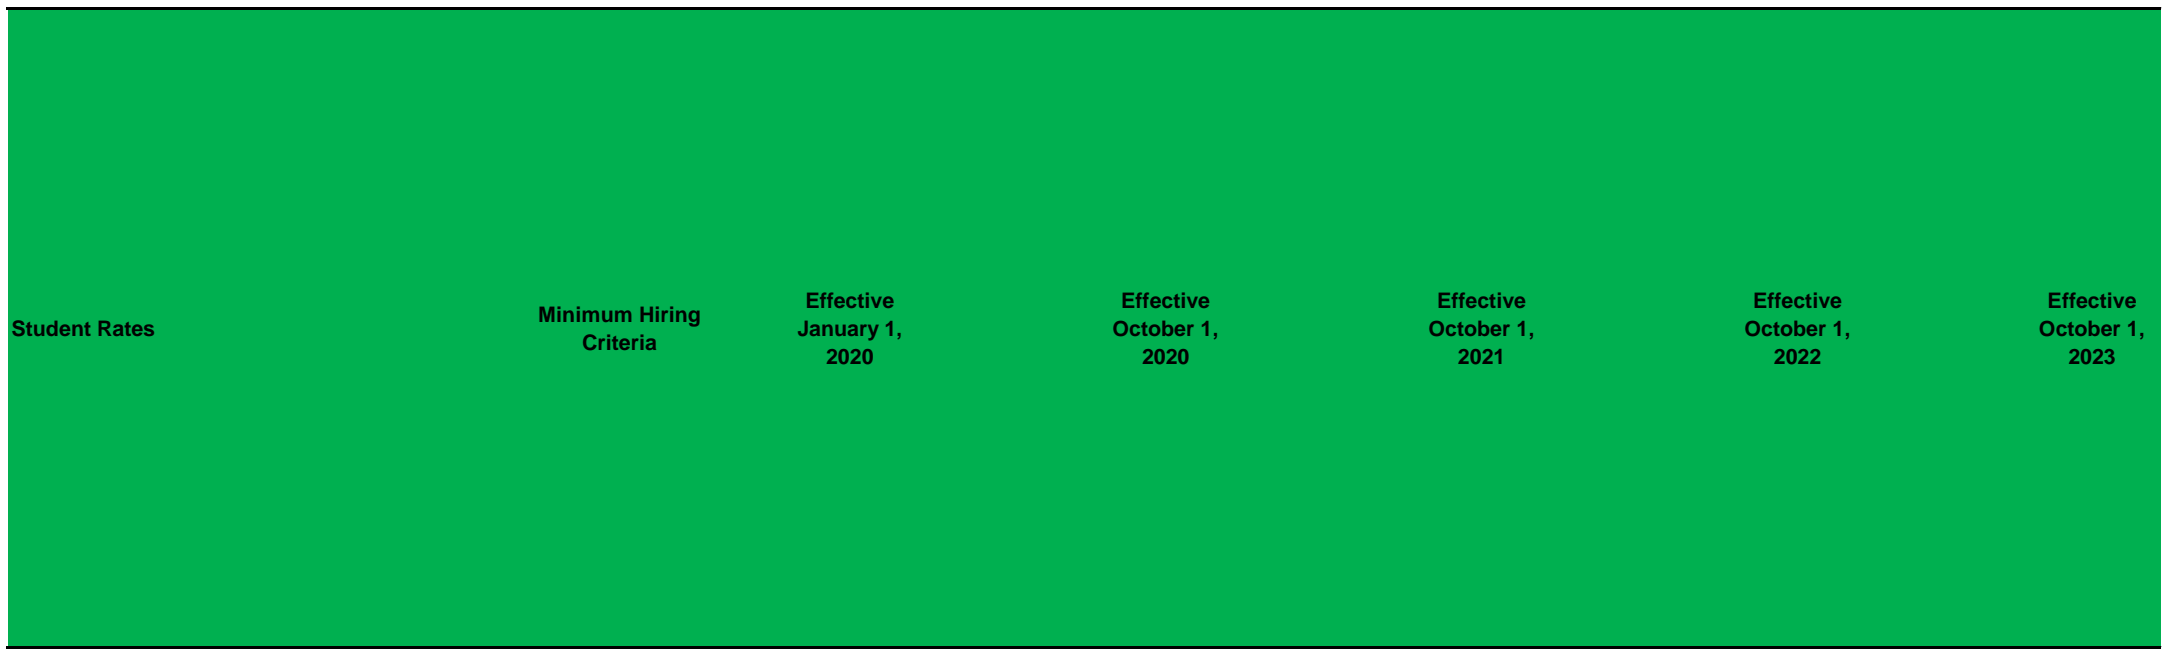 Student Rates
Minimum Hiring
Criteria
Effective
January 1,
2020
Effective
October 1,
2020
Effective
October 1,
2021
Effective
October 1,
2022
Effective
October 1,
2023